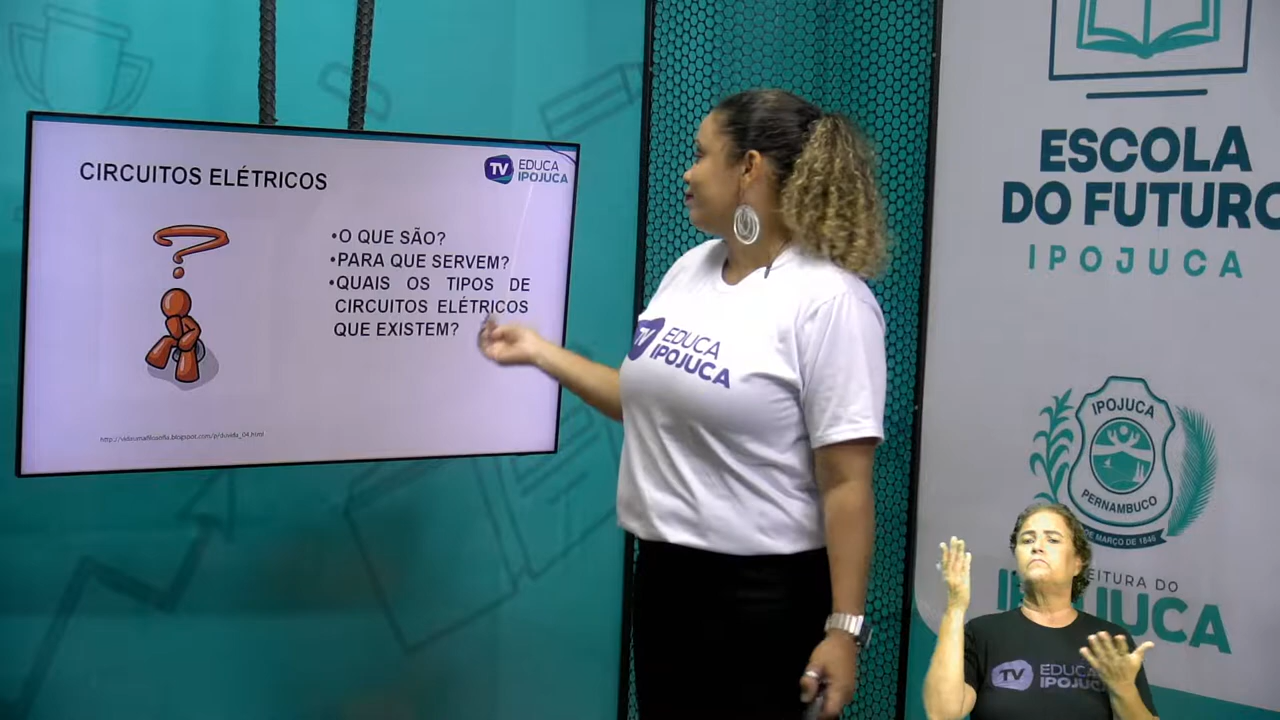 CIRCUITOS ELÉTRICOS
TV EDUCA
IPOJUCA
•O QUE SÃO?
•PARA QUE SERVEM?
•QUAIS OS TIPOS DE
CIRCUITOS ELÉTRICOS
QUE EXISTEM?
TV EDUCA
IPOJUCA
ESCOLA
DO FUTURO
IPOJUCA
IPOJUCA
PERNAMBUCO
DE MARÇO DE 1846
EITURA DO
IPOJUCA
TV EDUCA
IPOJUCA